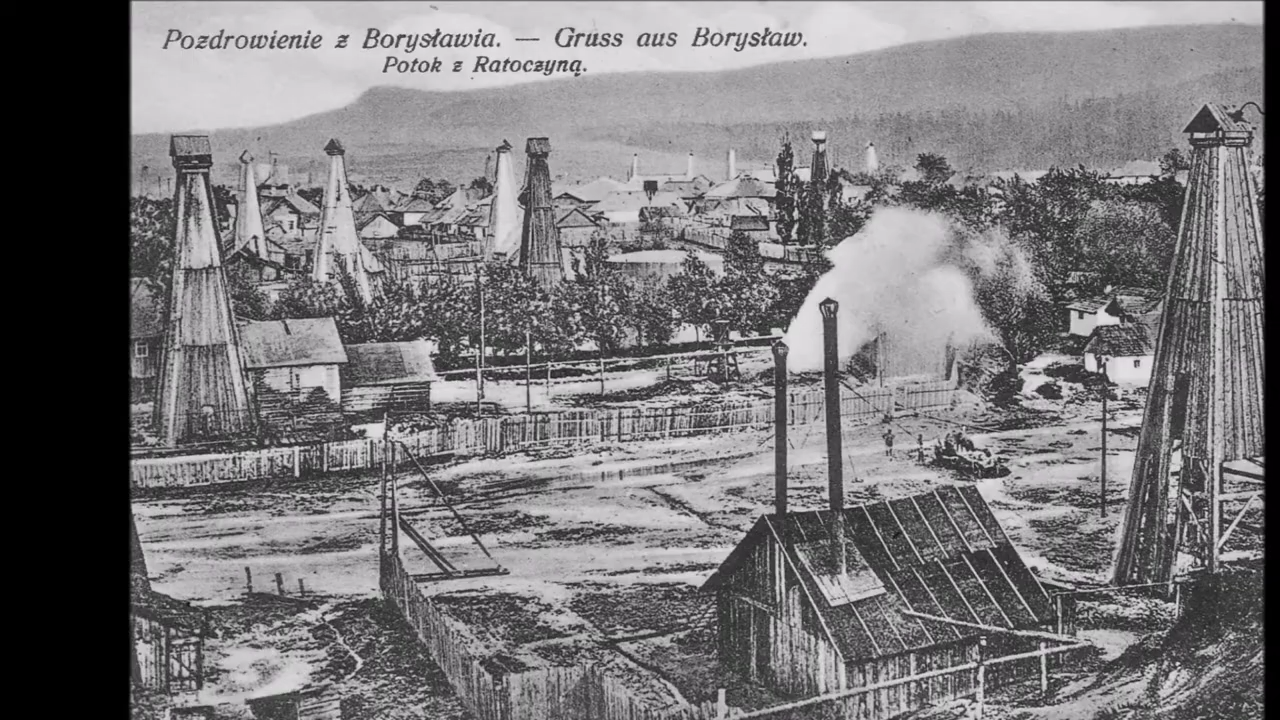 Pozdrowienie z Borysławia. — Gruss aus Borysław.
Potok z Ratoczyną.